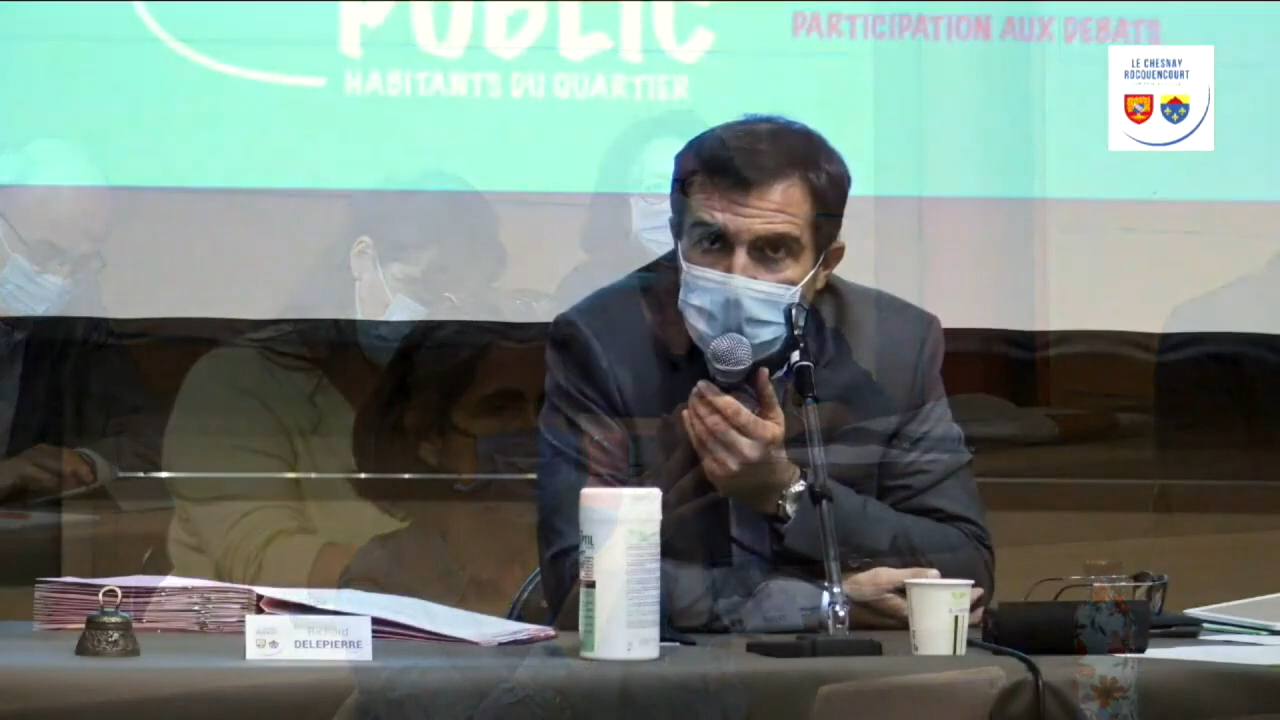 PUBLIC
HABITANTS DU QUARTIER
PARTICIPATION AUX DEBATS
LE CHESNAY
ROCQUENCOURT
Richard
DELEPIERRE